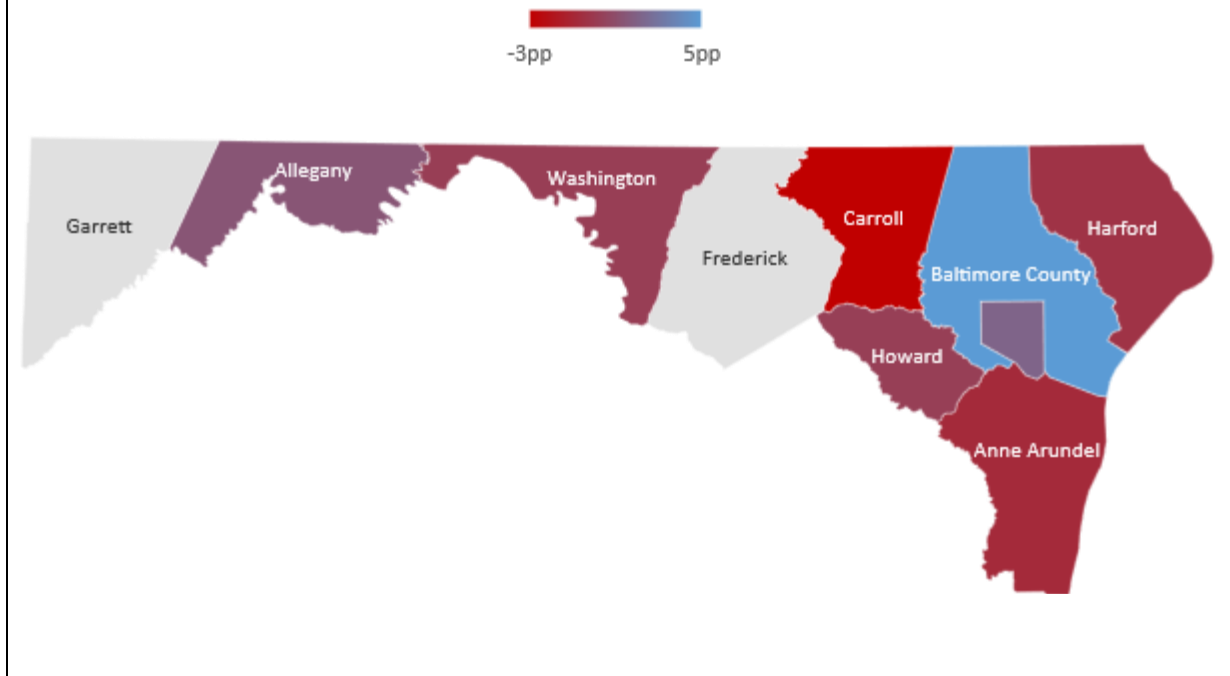 -3pp 5pp
Allegany
Washington
Garrett
Carroll
Harford
Frederick
Baltimore County
Howard
Anne Arundel